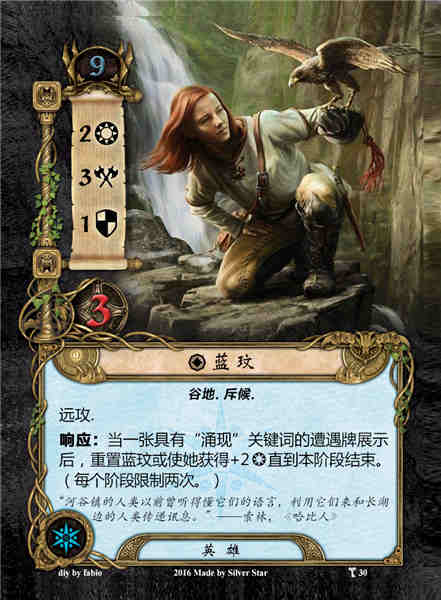 9
2
3
1
3
蓝玟
谷地. 斥候.
远攻.
响应：当一张具有“涌现”关键词的遭遇牌展示
后，重置蓝玟或使她获得+2直到本阶段结束。
（每个阶段限制两次。）
“河谷镇的人类以前曾听得懂它们的语言，利用它们来和长湖
边的人类传递讯息。”——索林，《哈比人》
英雄
diy by fabio
2016 Made by Silver Star
30